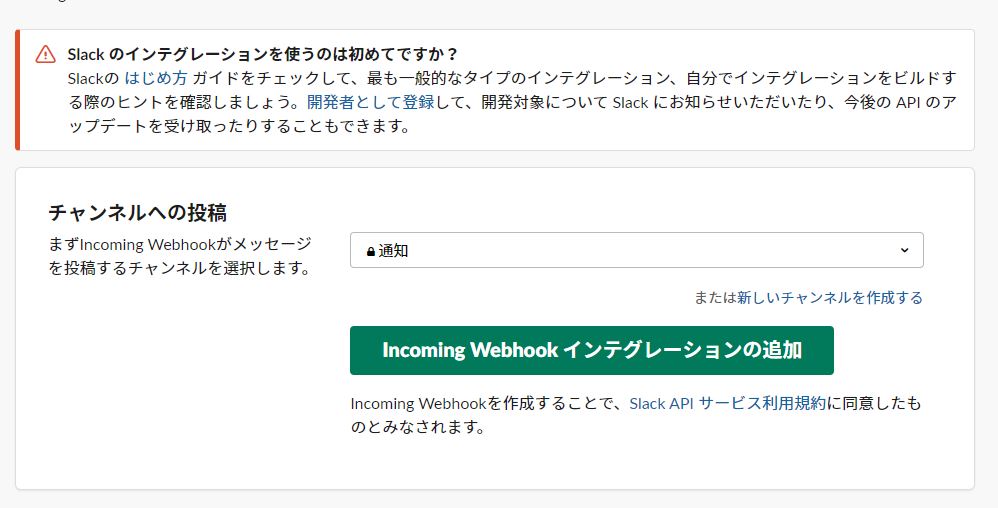 Slack のインテグレーションを使うのは初めてですか？
Slackの はじめ方 ガイドをチェックして、最も一般的なタイプのインテグレーション、自分でインテグレーションをビルドす
る際のヒントを確認しましょう。開発者として登録して、開発対象について Slack にお知らせいただいたり、今後の API のア
ップデートを受け取ったりすることもできます。
チャンネルへの投稿
まずIncoming Webhookがメッセージ
を投稿するチャンネルを選択します。
通知
または新しいチャンネルを作成する
Incoming Webhook インテグレーションの追加
Incoming Webhookを作成することで、Slack API サービス利用規約に同意したも
のとみなされます。